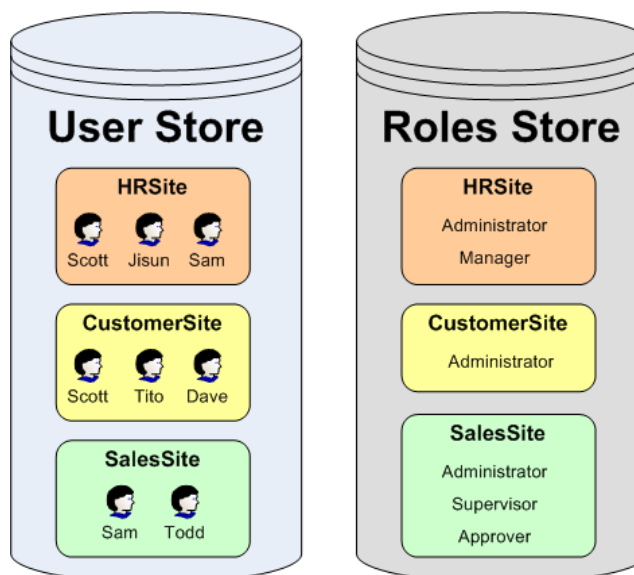 User Store
HRSite
Scott Jisun Sam
CustomerSite
Scott Tito Dave
SalesSite
Sam Todd
Roles Store
HRSite
Administrator
Manager
CustomerSite
Administrator
SalesSite
Administrator
Supervisor
Approver